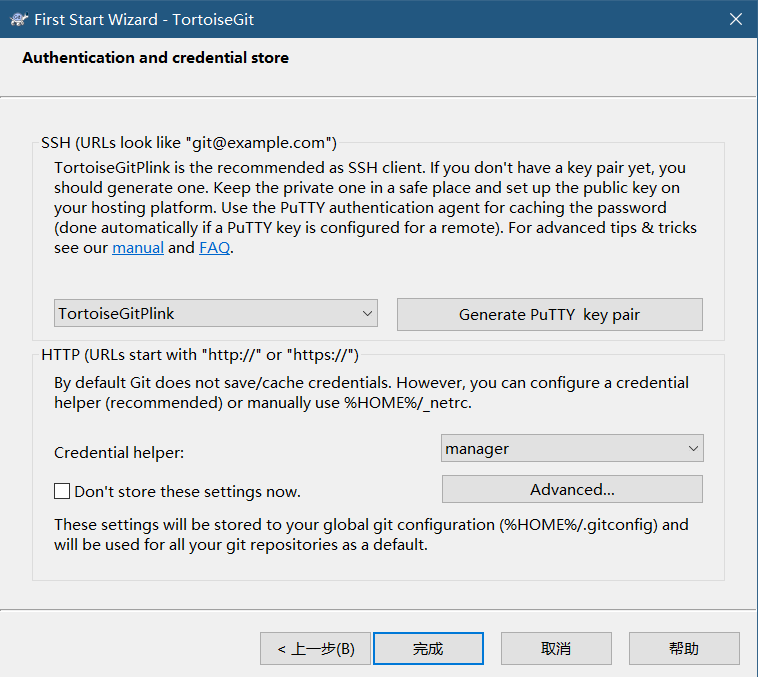 First Start Wizard - TortoiseGit
Authentication and credential store
SSH (URLs look like "git@example.com")
TortoiseGitPlink is the recommended as SSH client. If you don't have a key pair yet, you
should generate one. Keep the private one in a safe place and set up the public key on
your hosting platform. Use the PuTTY authentication agent for caching the password
(done automatically if a PuTTY key is configured for a remote). For advanced tips & tricks
see our manual and FAQ.
TortoiseGitPlink
Generate PuTTY key pair
HTTP (URLs start with "http://" or "https://")
By default Git does not save/cache credentials. However, you can configure a credential
helper (recommended) or manually use %HOME%/_netrc.
Credential helper:
manager
Don't store these settings now.
Advanced...
These settings will be stored to your global git configuration (%HOME%/.gitconfig) and
will be used for all your git repositories as a default.
< 上一步(B)
完成
取消
帮助